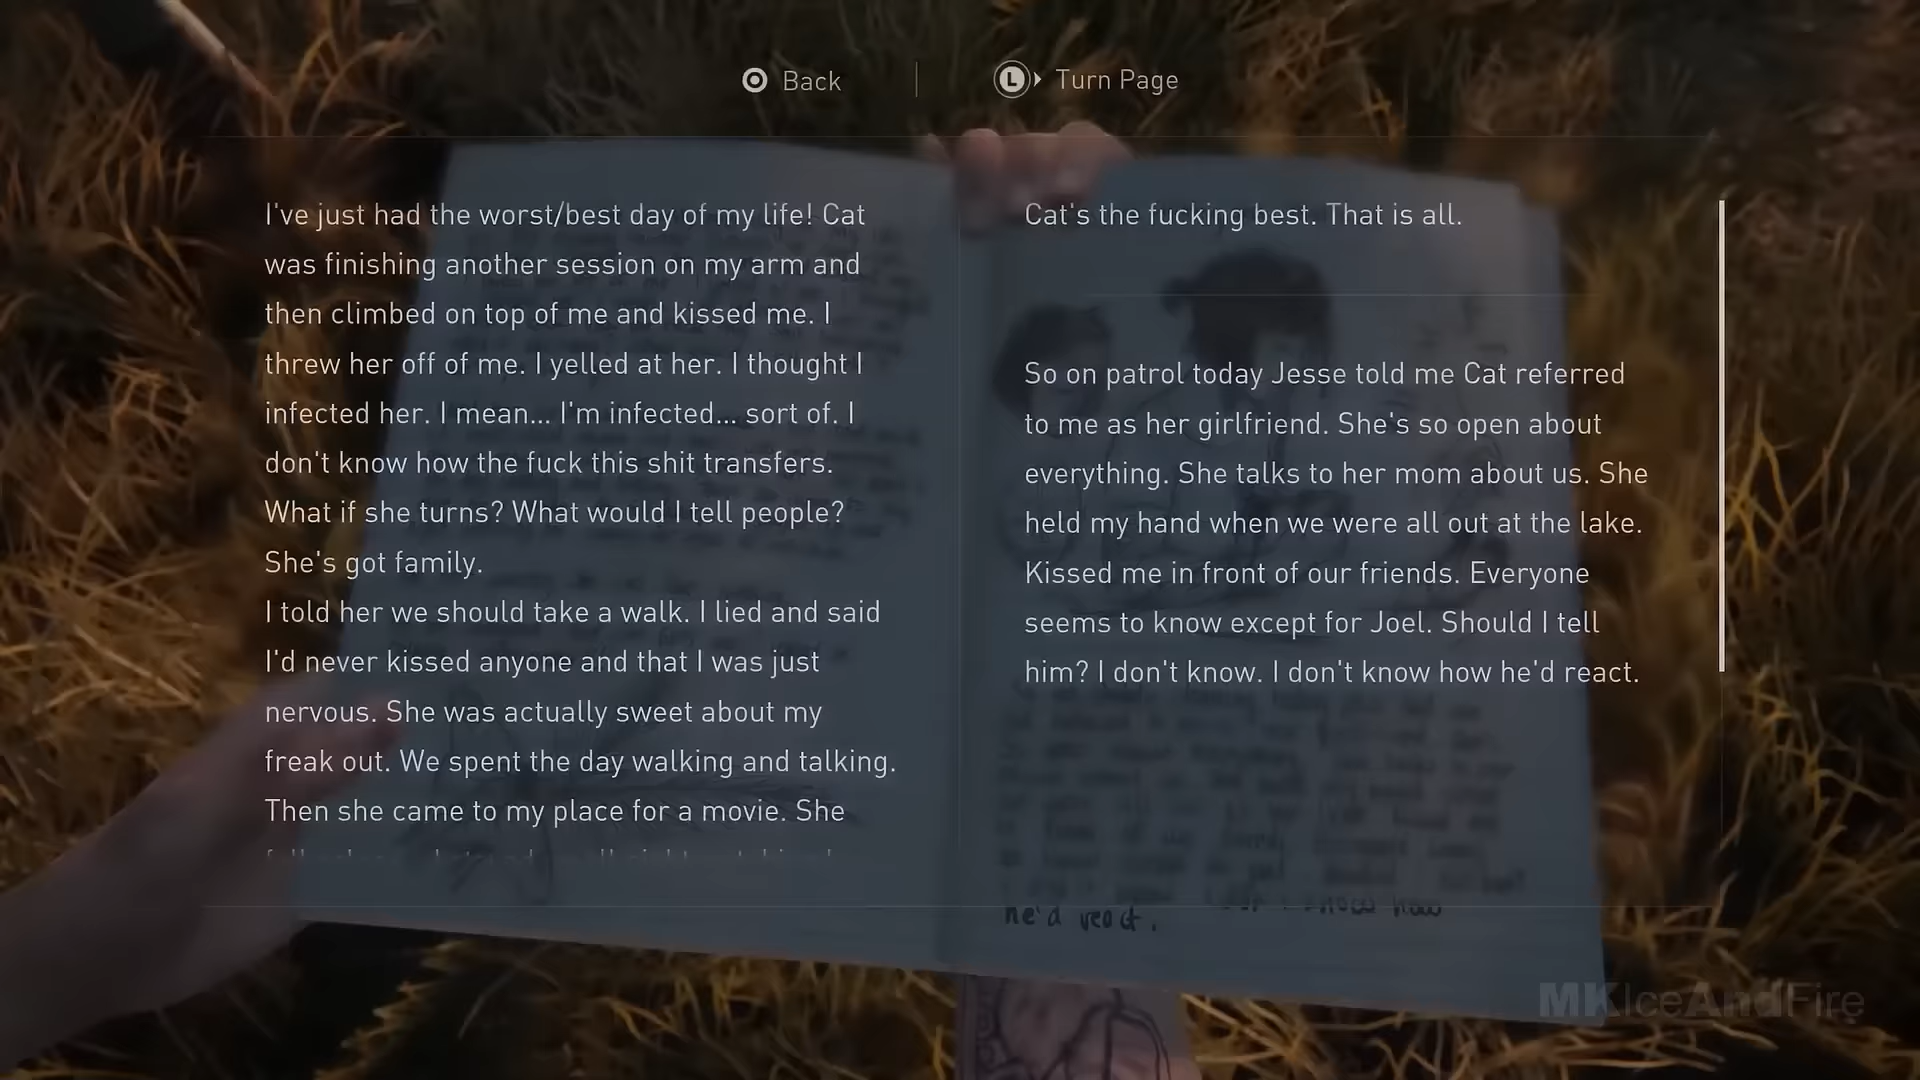 Back
L Turn Page
I've just had the worst/best day of my life! Cat
was finishing another session on my arm and
then climbed on top of me and kissed me. I
threw her off of me. I yelled at her. I thought I
infected her. I mean... I'm infected... sort of. I
don't know how the fuck this shit transfers.
What if she turns? What would I tell people?
She's got family.
I told her we should take a walk. I lied and said
I'd never kissed anyone and that I was just
nervous. She was actually sweet about my
freak out. We spent the day walking and talking.
Then she came to my place for a movie. She
Cat's the fucking best. That is all.
So on patrol today Jesse told me Cat referred
to me as her girlfriend. She's so open about
everything. She talks to her mom about us. She
held my hand when we were all out at the lake.
Kissed me in front of our friends. Everyone
seems to know except for Joel. Should I tell
him? I don't know. I don't know how he'd react.
he'd react.
MKIceAndFire